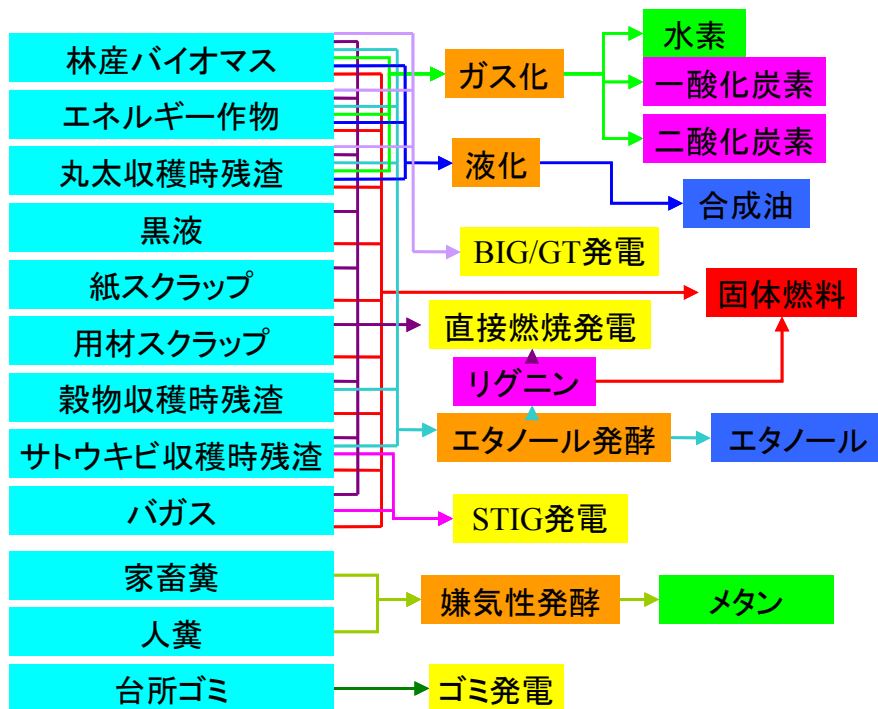 林産バイオマス
エネルギー作物
丸太収穫時残渣
黒液
紙スクラップ
用材スクラップ
穀物収穫時残渣
サトウキビ収穫時残渣
バガス
家畜糞
人糞
台所ゴミ
ガス化
液化
BIG/GT発電
直接燃焼発電
リグニン
エタノール発酵
STIG発電
嫌気性発酵
ゴミ発電
水素
一酸化炭素
二酸化炭素
合成油
固体燃料
エタノール
メタン